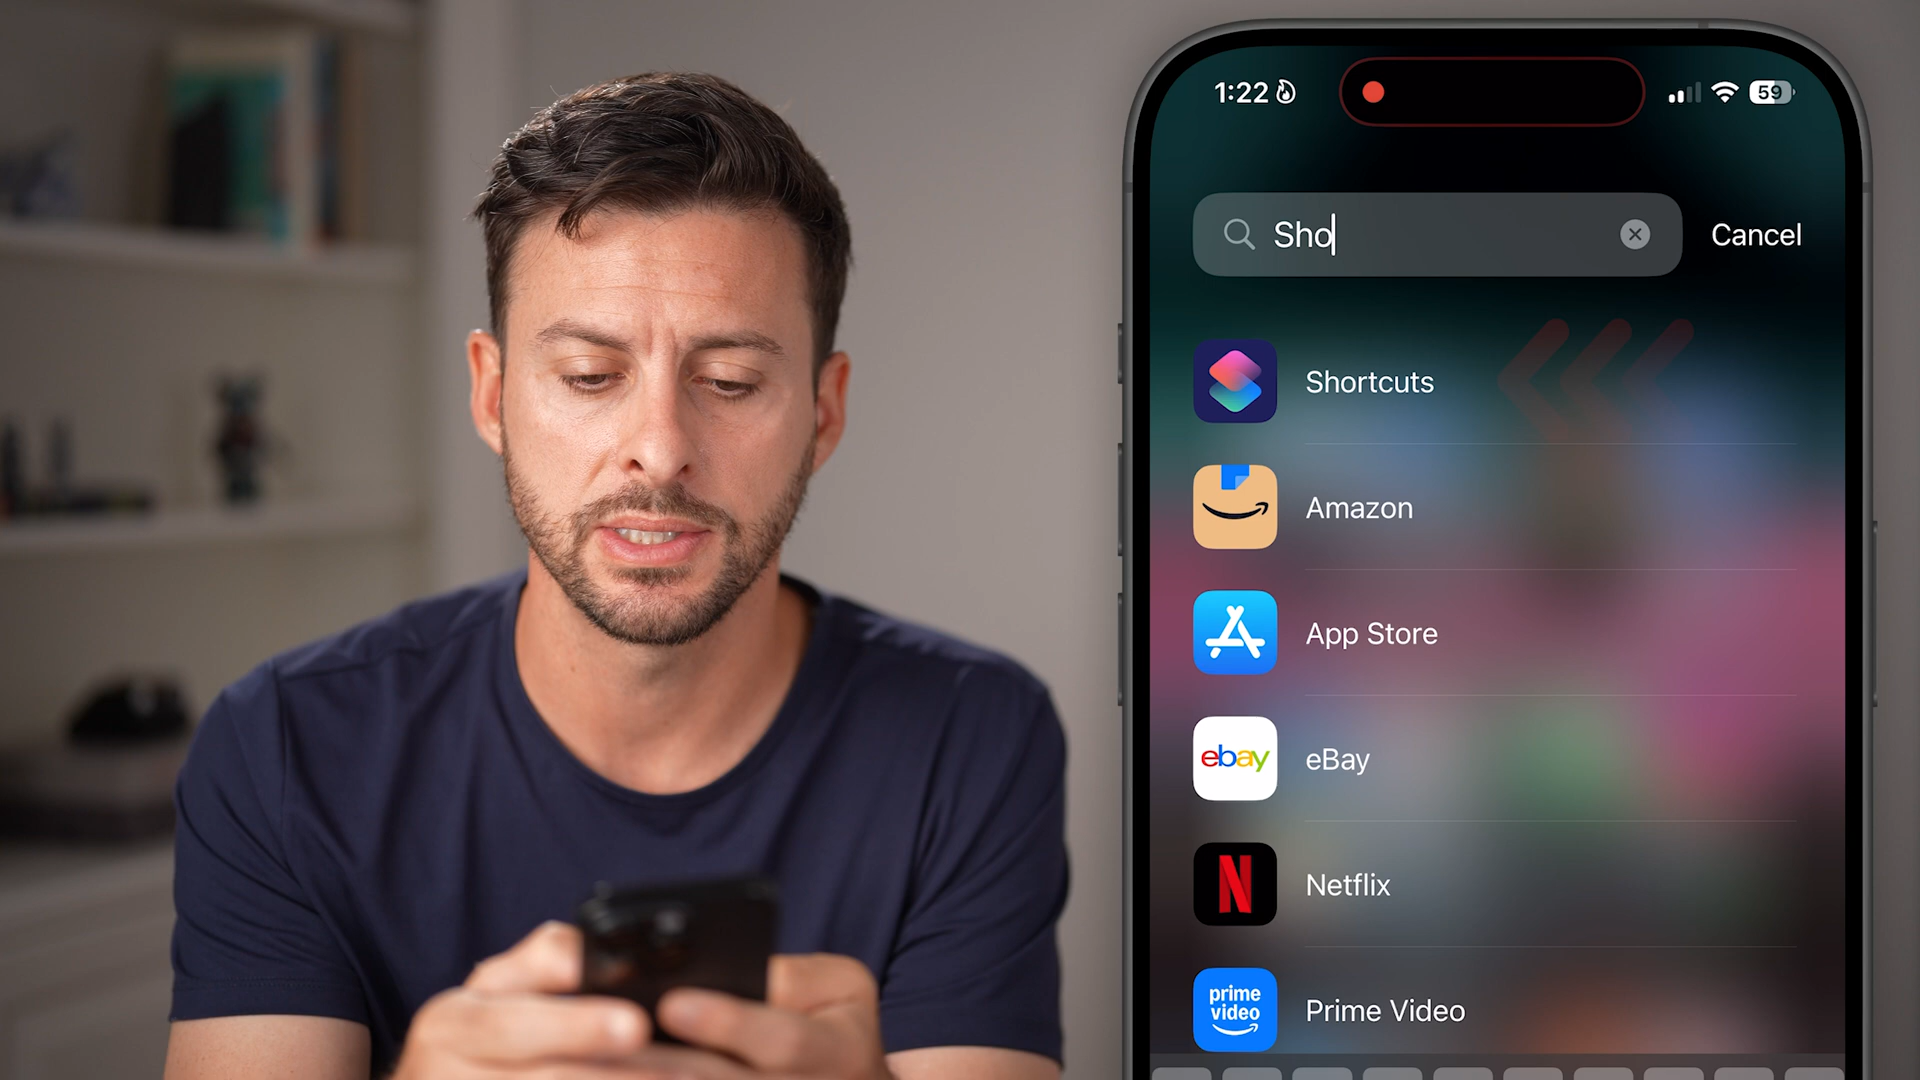 1:22
59
Sho
Cancel
Shortcuts
Amazon
App Store
ebay
eBay
N
Netflix
prime
video
Prime Video